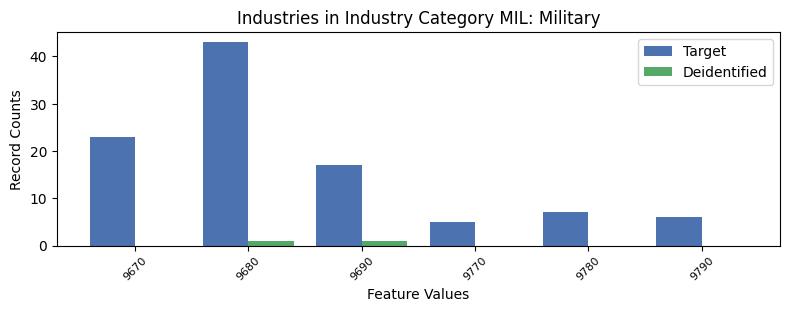 Industries in Industry Category MIL: Military
Record Counts
40
30
20
10
0
Target
Deidentified
9670
9680
9690
9770
9780
9790
Feature Values